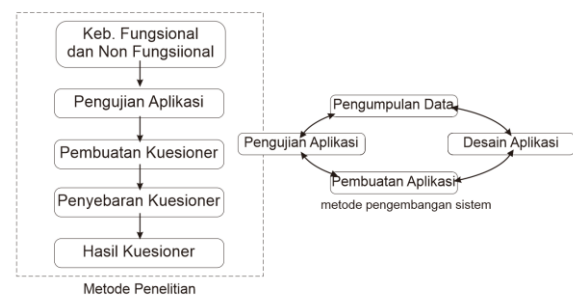 Keb. Fungsional
dan Non Fungsiional
Pengujian Aplikasi
Pembuatan Kuesioner
Penyebaran Kuesioner
Hasil Kuesioner
Metode Penelitian
Pengumpulan Data
Pengujian Aplikasi
Desain Aplikasi
Pembuatan Aplikasi
metode pengembangan sistem